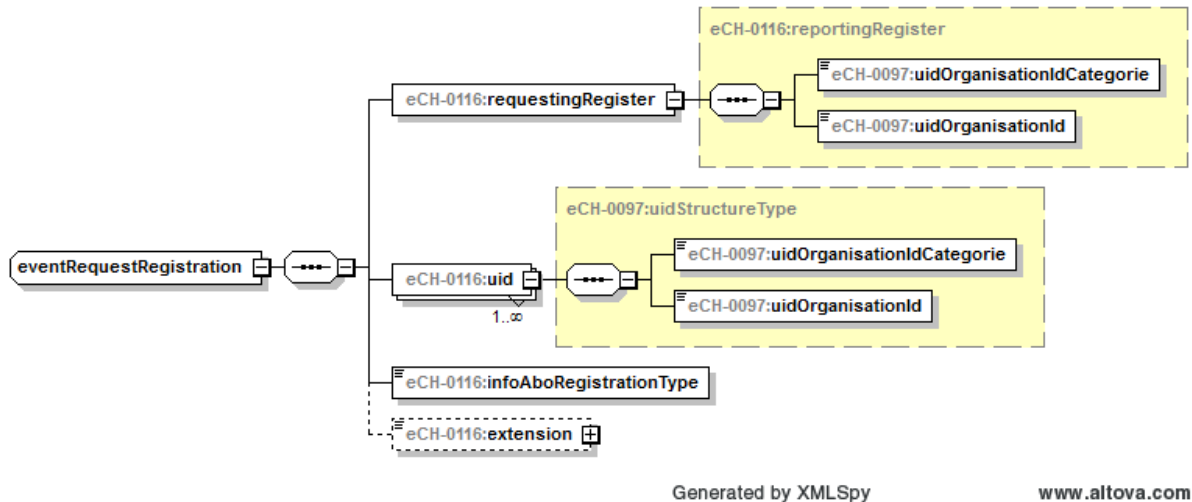 eCH-0116:reportingRegister
eCH-0097:uidOrganisationIdCategorie
eCH-0116:requestingRegister
eCH-0097:uidOrganisationId
eCH-0097:uidStructureType
eCH-0097:uidOrganisationIdCategorie
eventRequestRegistration
eCH-0116:uid
eCH-0097:uidOrganisationId
1..∞
eCH-0116:infoAboRegistrationType
eCH-0116:extension
Generated by XMLSpy
www.altova.com